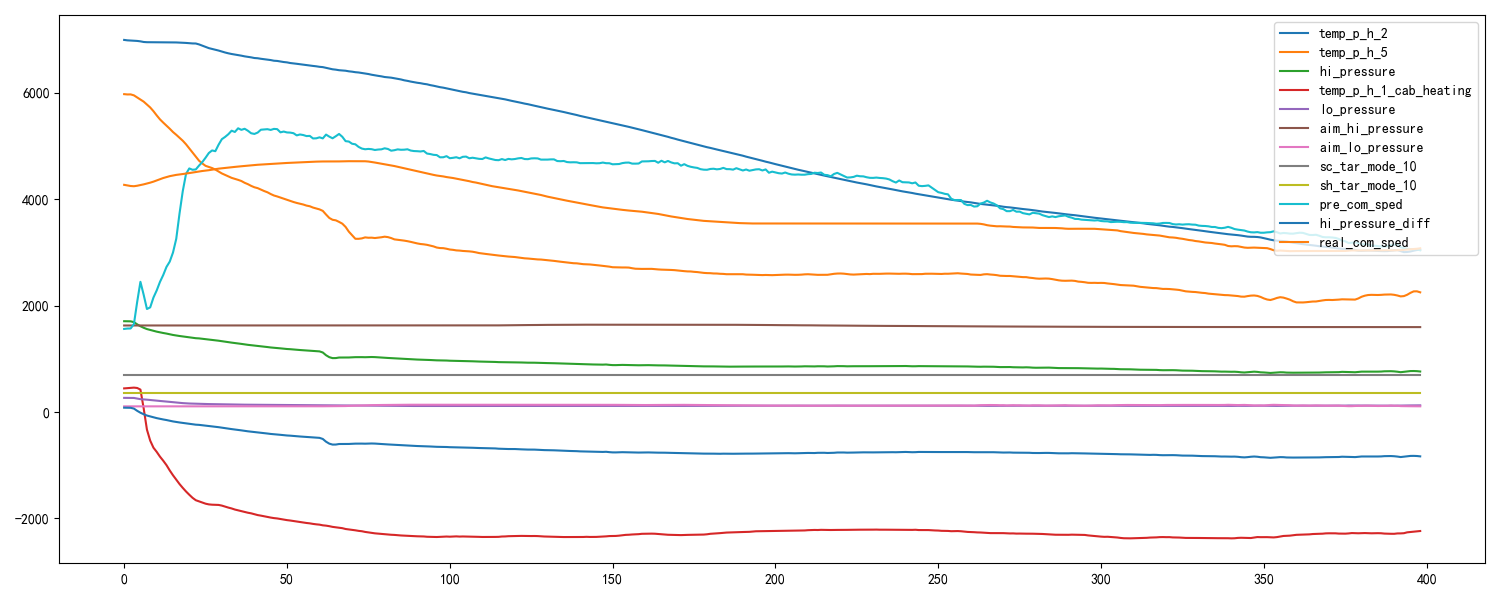 6000
4000
2000
0
−2000
0
50
100
150
200
250
300
350
400
temp_p_h_2
temp_p_h_5
hi_pressure
temp_p_h_1_cab_heating
lo_pressure
aim_hi_pressure
aim_lo_pressure
sc_tar_mode_10
sh_tar_mode_10
pre_com_sped
hi_pressure_diff
real_com_sped